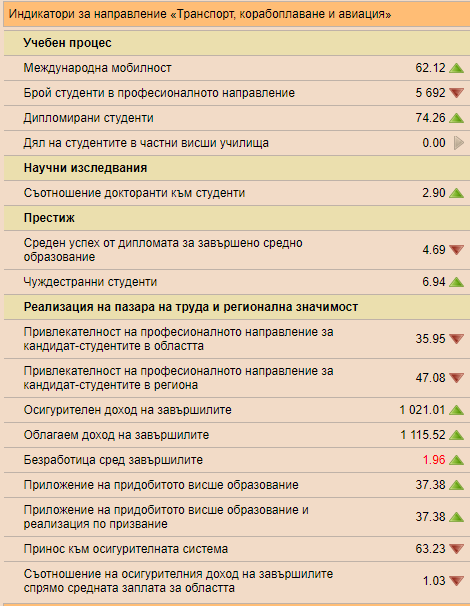 Индикатори за направление «Транспорт, корабоплаване и авиация»
Учебен процес
Международна мобилност 62.12
Брой студенти в професионалното направление 5 692
Дипломирани студенти 74.26
Дял на студентите в частни висши училища 0.00
Научни изследвания
Съотношение докторанти към студенти 2.90
Престиж
Среден успех от дипломата за завършено средно
образование 4.69
Чуждестранни студенти 6.94
Реализация на пазара на труда и регионална значимост
Привлекателност на професионалното направление за
кандидат-студентите в областта 35.95
Привлекателност на професионалното направление за
кандидат-студентите в региона 47.08
Осигурителен доход на завършилите 1 021.01
Облагаем доход на завършилите 1 115.52
Безработица сред завършилите 1.96
Приложение на придобитото висше образование 37.38
Приложение на придобитото висше образование и
реализация по призвание 37.38
Принос към осигурителната система 63.23
Съотношение на осигурителния доход на завършилите
спрямо средната заплата за областта 1.03